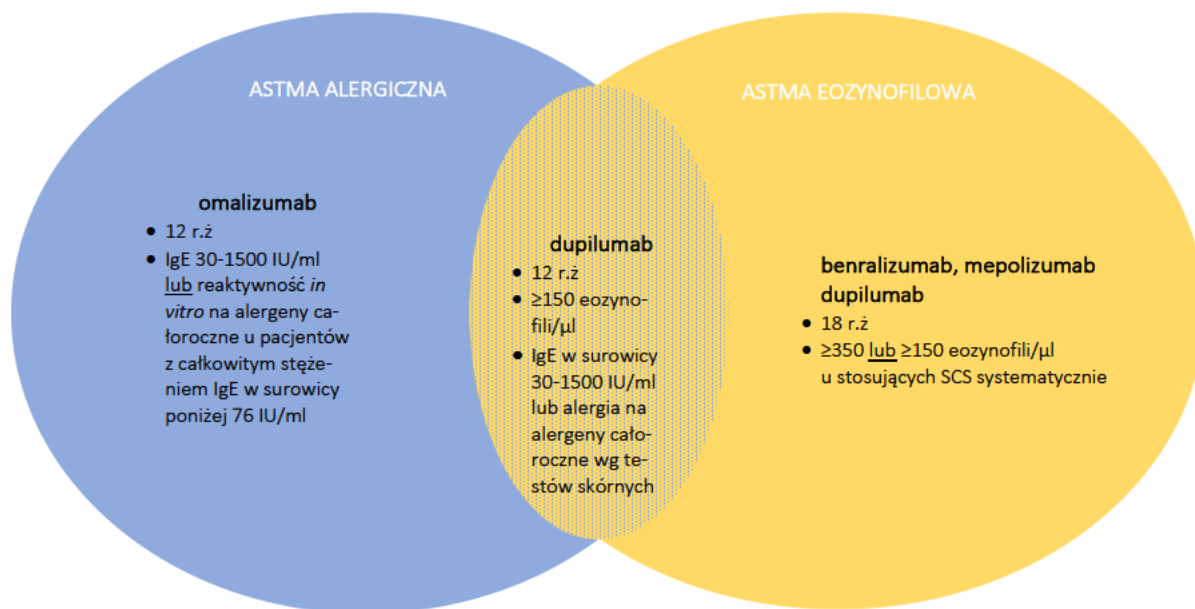 ASTMA ALERGICZNA
omalizumab
• 12 r.ż
• IgE 30-1500 IU/ml
lub reaktywność in
vitro na alergeny ca-
łoroczne u pacjentów
z całkowitym stęże-
niem IgE w surowicy
poniżej 76 IU/ml
dupilumab
• 12 r.ż
• ≥150 eozyno-
fili/µl
• IgE w surowicy
30-1500 IU/ml
lub alergia na
alergeny cało-
roczne wg te-
stów skórnych
ASTMA EOZYNOFILOWA
benralizumab, mepolizumab
dupilumab
• 18 r.ż
• ≥350 lub ≥150 eozynofili/µl
u stosujących SCS systematycznie